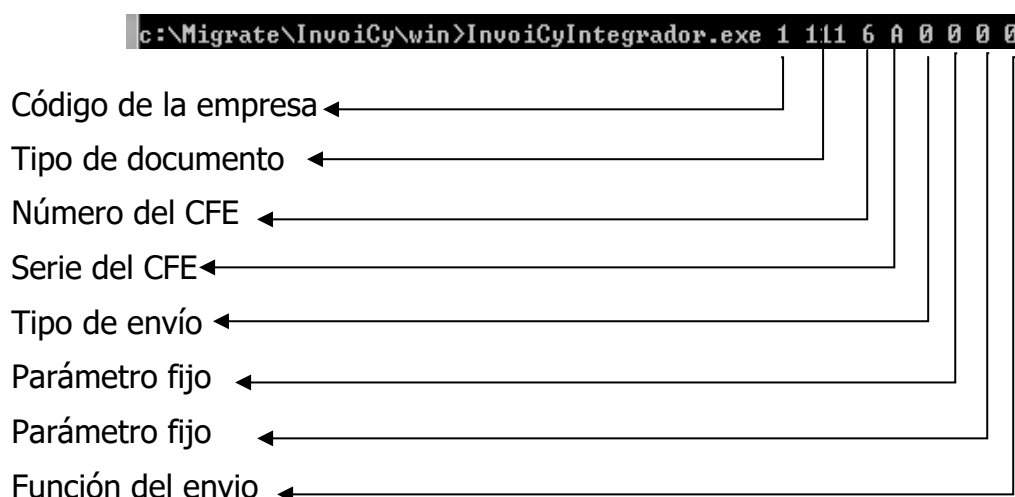 c:\Migrate\InvoiCy\win>InvoiCyIntegrador.exe 1 111 6 A 0 0 0 0
Código de la empresa
Tipo de documento
Número del CFE
Serie del CFE
Tipo de envío
Parámetro fijo
Parámetro fijo
Función del envio